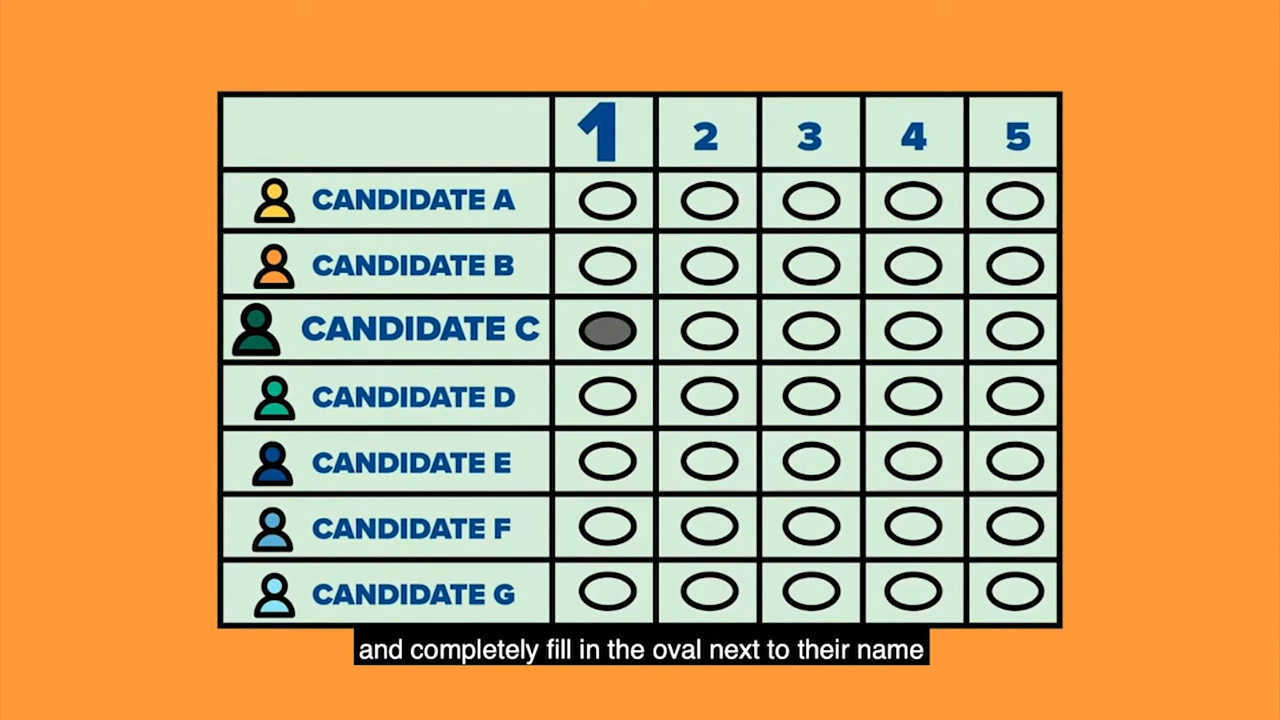 1 2 3 4 5
CANDIDATE A
CANDIDATE B
CANDIDATE C
CANDIDATE D
CANDIDATE E
CANDIDATE F
CANDIDATE G
and completely fill in the oval next to their name